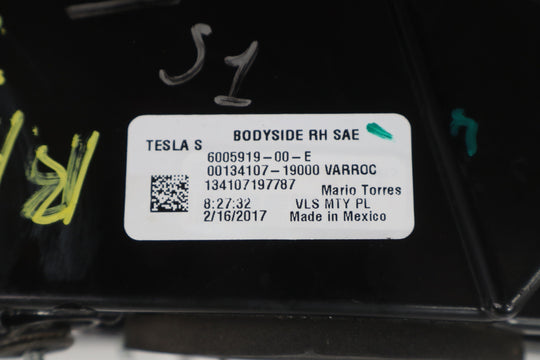 S1
BODYSIDE RH SAE
TESLA S
6005919-00-E
00134107-19000 VARROC
134107197787
Mario Torres
8:27:32
VLS MTY PL
2/16/2017
Made in Mexico